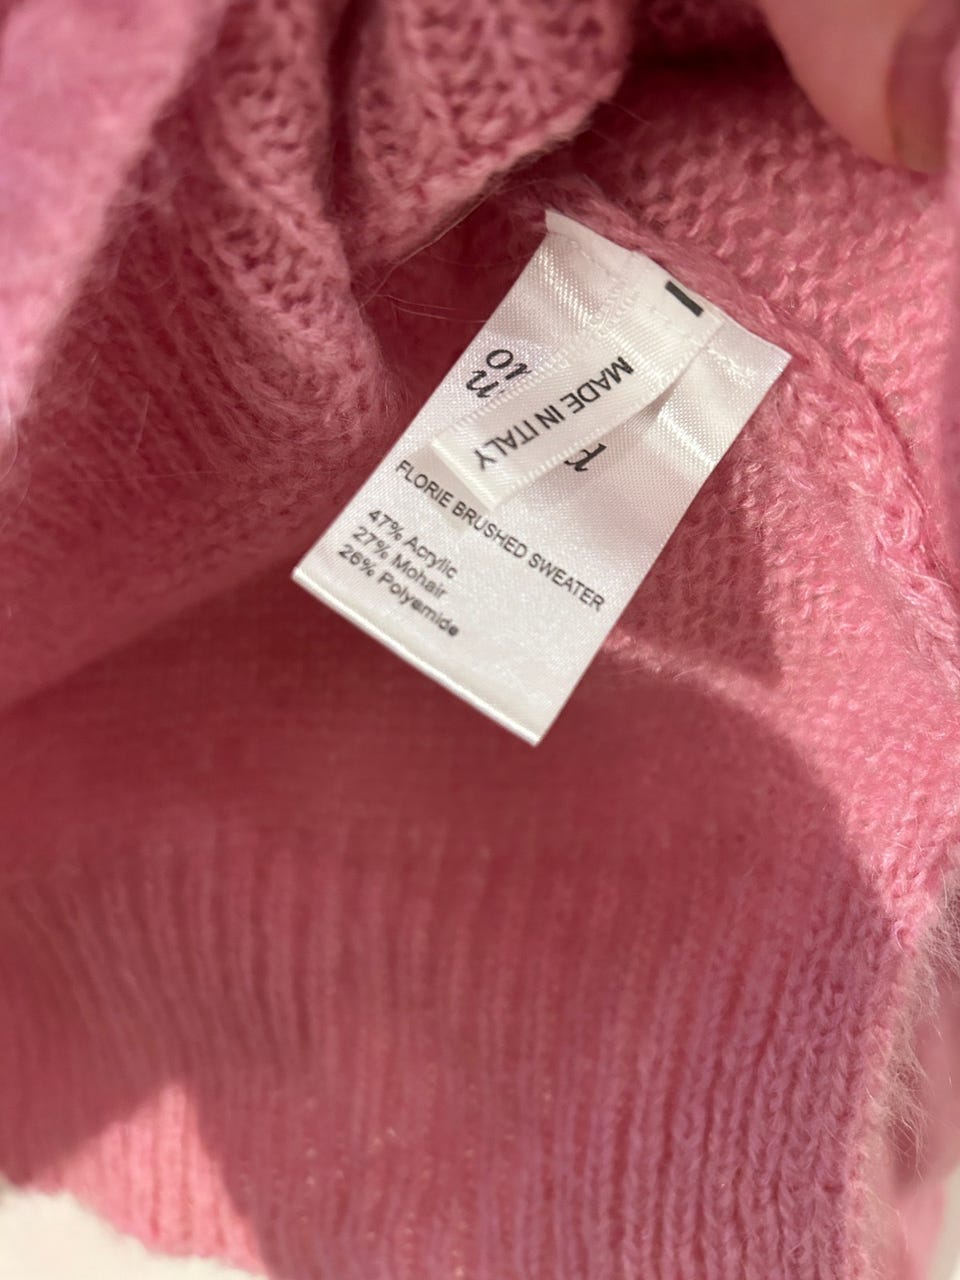 MADE IN ITALY
FLORIE BRUSHED SWEATER
47% Acrylic
27% Mohair
26% Polyamide